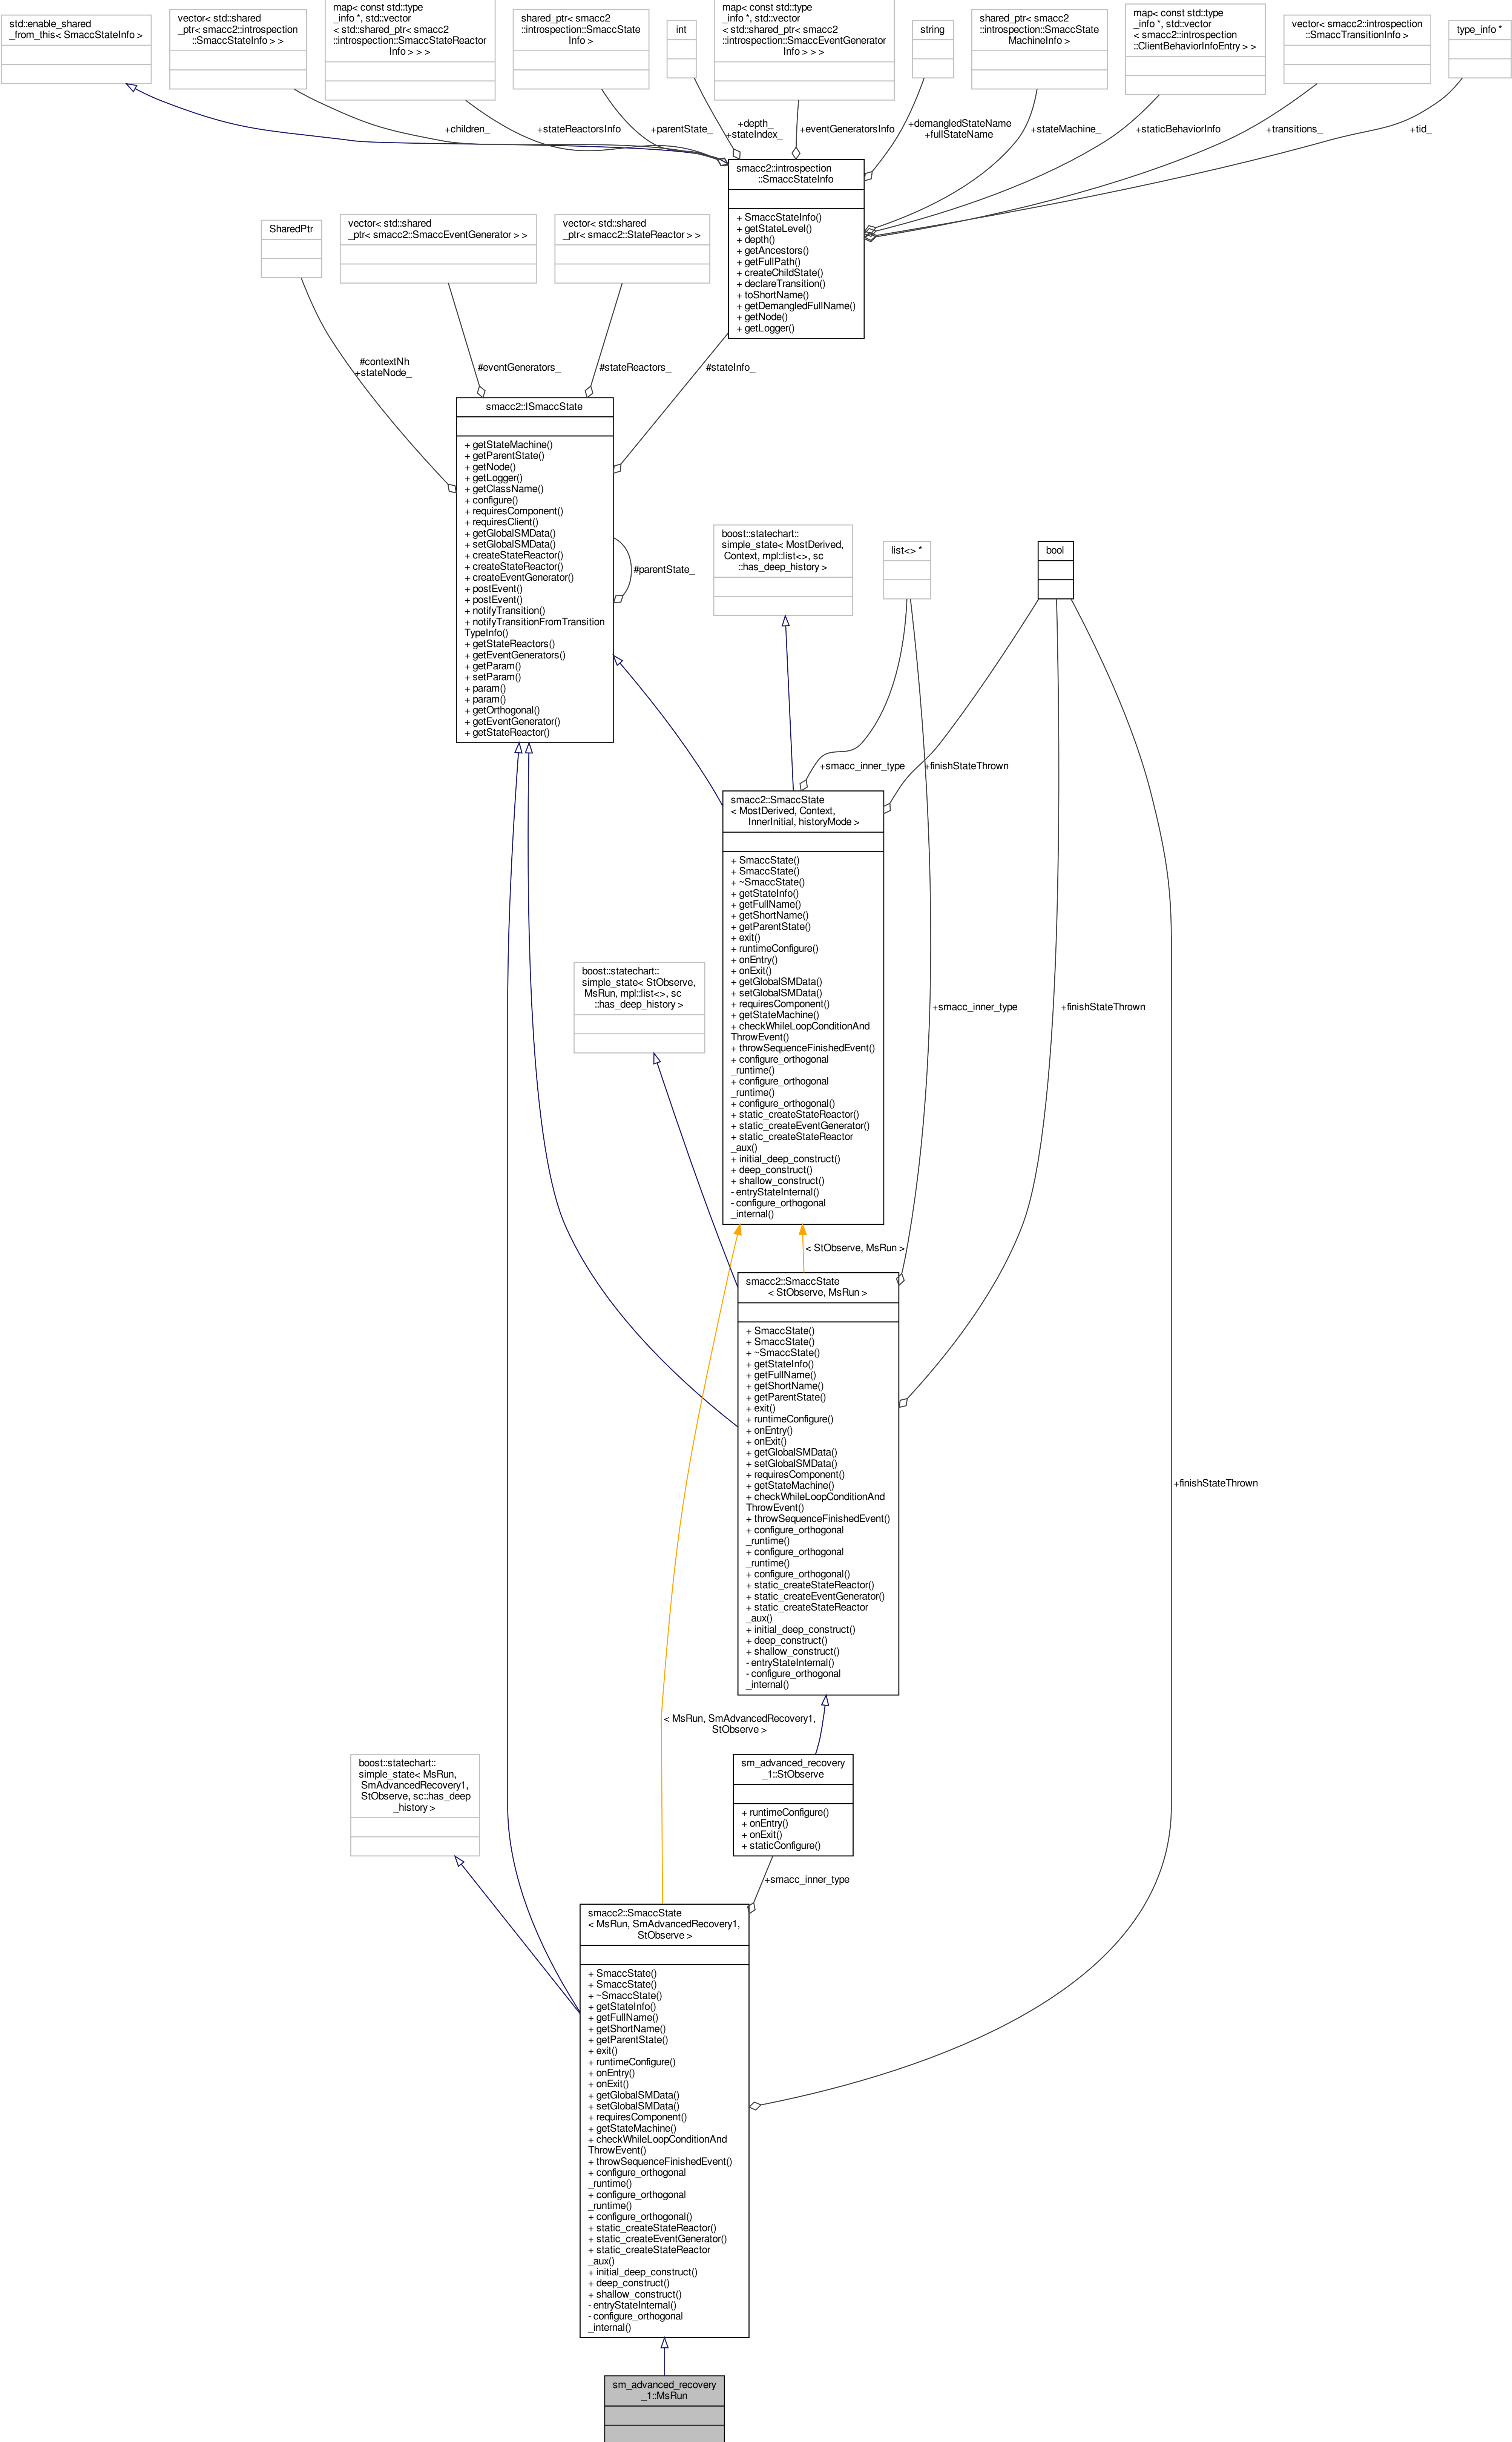 std::enable_shared
_from_this< SmaccStateInfo >
vector< std::shared
_ptr< smacc2::introspection
::SmaccStateInfo > >
map< const std::type
_info *, std::vector
< std::shared_ptr< smacc2
::introspection::SmaccStateReactor
Info > > >
shared_ptr< smacc2
::introspection::SmaccState
Info >
int
map< const std::type
_info *, std::vector
< std::shared_ptr< smacc2
::introspection::SmaccEventGenerator
Info > > >
string
shared_ptr< smacc2
::introspection::SmaccState
MachineInfo >
map< const std::type
_info *, std::vector
< smacc2::introspection
::ClientBehaviorInfoEntry > >
vector< smacc2::introspection
::SmaccTransitionInfo >
type_info *
+children_
+stateReactorsInfo
+parentState_
+depth_
+stateIndex_
+eventGeneratorsInfo
+demangledStateName
+fullStateName
+stateMachine_
+staticBehaviorInfo
+transitions_
+tid_
smacc2::introspection
::SmaccStateInfo
+ SmaccStateInfo()
+ getStateLevel()
+ depth()
+ getAncestors()
+ getFullPath()
+ createChildState()
+ declareTransition()
+ toShortName()
+ getDemangledFullName()
+ getNode()
+ getLogger()
SharedPtr
vector< std::shared
_ptr< smacc2::SmaccEventGenerator > >
vector< std::shared
_ptr< smacc2::StateReactor > >
#contextNh
+stateNode_
#eventGenerators_
#stateReactors_
#stateInfo_
smacc2::ISmaccState
+ getStateMachine()
+ getParentState()
+ getNode()
+ getLogger()
+ getClassName()
+ configure()
+ requiresComponent()
+ requiresClient()
+ getGlobalSMData()
+ setGlobalSMData()
+ createStateReactor()
+ createStateReactor()
+ createEventGenerator()
+ postEvent()
+ postEvent()
+ notifyTransition()
+ notifyTransitionFromTransition
TypeInfo()
+ getStateReactors()
+ getEventGenerators()
+ getParam()
+ setParam()
+ param()
+ param()
+ getOrthogonal()
+ getEventGenerator()
+ getStateReactor()
#parentState_
boost::statechart::
simple_state< MostDerived,
Context, mpl::list<>, sc
::has_deep_history >
list<> *
bool
+smacc_inner_type
+finishStateThrown
smacc2::SmaccState
< MostDerived, Context,
InnerInitial, historyMode >
+ SmaccState()
+ SmaccState()
+ ~SmaccState()
+ getStateInfo()
+ getFullName()
+ getShortName()
+ getParentState()
+ exit()
+ runtimeConfigure()
+ onEntry()
+ onExit()
+ getGlobalSMData()
+ setGlobalSMData()
+ requiresComponent()
+ getStateMachine()
+ checkWhileLoopConditionAnd
ThrowEvent()
+ throwSequenceFinishedEvent()
+ configure_orthogonal
_runtime()
+ configure_orthogonal
_runtime()
+ configure_orthogonal()
+ static_createStateReactor()
+ static_createEventGenerator()
+ static_createStateReactor
_aux()
+ initial_deep_construct()
+ deep_construct()
+ shallow_construct()
- entryStateInternal()
- configure_orthogonal
_internal()
boost::statechart::
simple_state< StObserve,
MsRun, mpl::list<>, sc
::has_deep_history >
+smacc_inner_type
+finishStateThrown
< StObserve, MsRun >
smacc2::SmaccState
< StObserve, MsRun >
+ SmaccState()
+ SmaccState()
+ ~SmaccState()
+ getStateInfo()
+ getFullName()
+ getShortName()
+ getParentState()
+ exit()
+ runtimeConfigure()
+ onEntry()
+ onExit()
+ getGlobalSMData()
+ setGlobalSMData()
+ requiresComponent()
+ getStateMachine()
+ checkWhileLoopConditionAnd
ThrowEvent()
+ throwSequenceFinishedEvent()
+ configure_orthogonal
_runtime()
+ configure_orthogonal
_runtime()
+ configure_orthogonal()
+ static_createStateReactor()
+ static_createEventGenerator()
+ static_createStateReactor
_aux()
+ initial_deep_construct()
+ deep_construct()
+ shallow_construct()
- entryStateInternal()
- configure_orthogonal
_internal()
+finishStateThrown
< MsRun, SmAdvancedRecovery1,
StObserve >
boost::statechart::
simple_state< MsRun,
SmAdvancedRecovery1,
StObserve, sc::has_deep
_history >
sm_advanced_recovery
_1::StObserve
+ runtimeConfigure()
+ onEntry()
+ onExit()
+ staticConfigure()
+smacc_inner_type
smacc2::SmaccState
< MsRun, SmAdvancedRecovery1,
StObserve >
+ SmaccState()
+ SmaccState()
+ ~SmaccState()
+ getStateInfo()
+ getFullName()
+ getShortName()
+ getParentState()
+ exit()
+ runtimeConfigure()
+ onEntry()
+ onExit()
+ getGlobalSMData()
+ setGlobalSMData()
+ requiresComponent()
+ getStateMachine()
+ checkWhileLoopConditionAnd
ThrowEvent()
+ throwSequenceFinishedEvent()
+ configure_orthogonal
_runtime()
+ configure_orthogonal
_runtime()
+ configure_orthogonal()
+ static_createStateReactor()
+ static_createEventGenerator()
+ static_createStateReactor
_aux()
+ initial_deep_construct()
+ deep_construct()
+ shallow_construct()
- entryStateInternal()
- configure_orthogonal
_internal()
sm_advanced_recovery
_1::MsRun